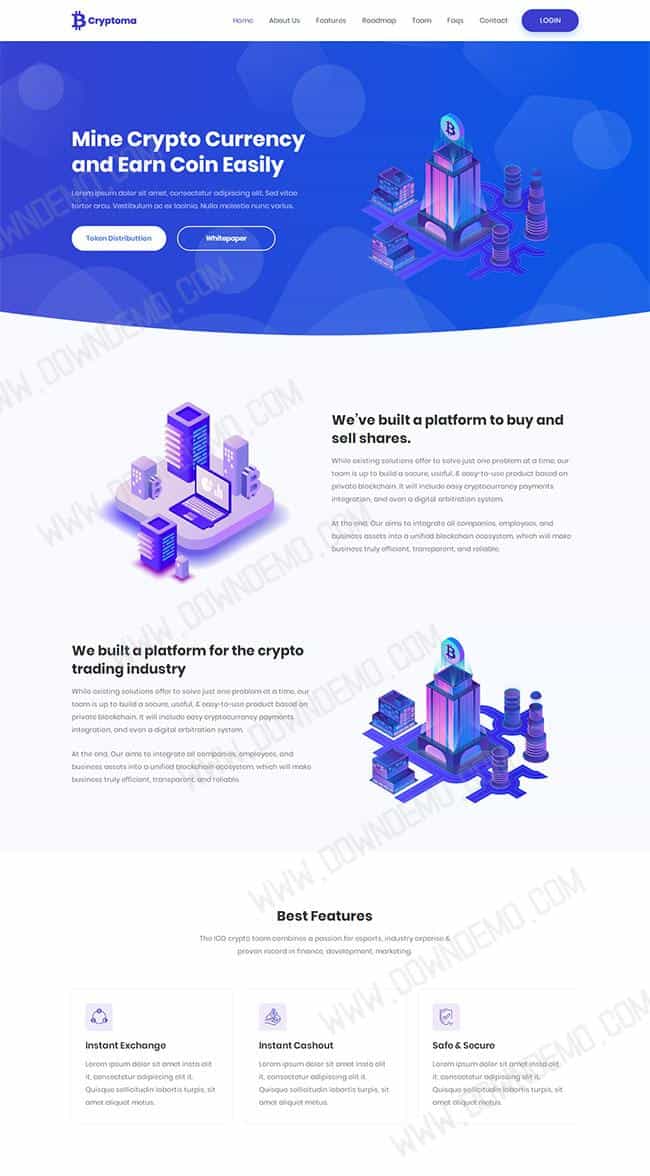 Cryptoma
Home About Us Features Roadmap Team Faqs Contact LOGIN
Mine Crypto Currency
and Earn Coin Easily
Lorem ipsum dolor sit amet, consectetur adipiscing elit. Sed vitae
tortor arcu. Vestibulum ac ex lacinia, Nulla molestie nunc varius.
Token Distributtion Whitepaper
We've built a platform to buy and
sell shares.
While existing solutions offer to solve just one problem at a time, our
team is up to build a secure, useful, & easy-to-use product based on
private blockchain. It will include easy cryptocurrency payments
integration, and even a digital arbitration system.
At the end, Our aims to integrate all companies, employees, and
business assets into a unified blockchain ecosystem, which will make
business truly efficient, transparent, and reliable.
We built a platform for the crypto
trading industry
While existing solutions offer to solve just one problem at a time, our
team is up to build a secure, useful, & easy-to-use product based on
private blockchain. It will include easy cryptocurrency payments
integration, and even a digital arbitration system.
At the end, Our aims to integrate all companies, employees, and
business assets into a unified blockchain ecosystem, which will make
business truly efficient, transparent, and reliable.
Best Features
The ICO crypto team combines a passion for esports, industry expertise &
proven record in finance, development, marketing.
Instant Exchange
Lorem ipsum dolor sit amet insta elit
it, consectetur adipiscing elit it.
Quisque sollicitudin lobortis turpis, sit
amet aliquet metus.
Instant Cashout
Lorem ipsum dolor sit amet insta elit
it, consectetur adipiscing elit it.
Quisque sollicitudin lobortis turpis, sit
amet aliquet metus.
Safe & Secure
Lorem ipsum dolor sit amet insta elit
it, consectetur adipiscing elit it.
Quisque sollicitudin lobortis turpis, sit
amet aliquet metus.
WWW.DOWNDEMO.COM